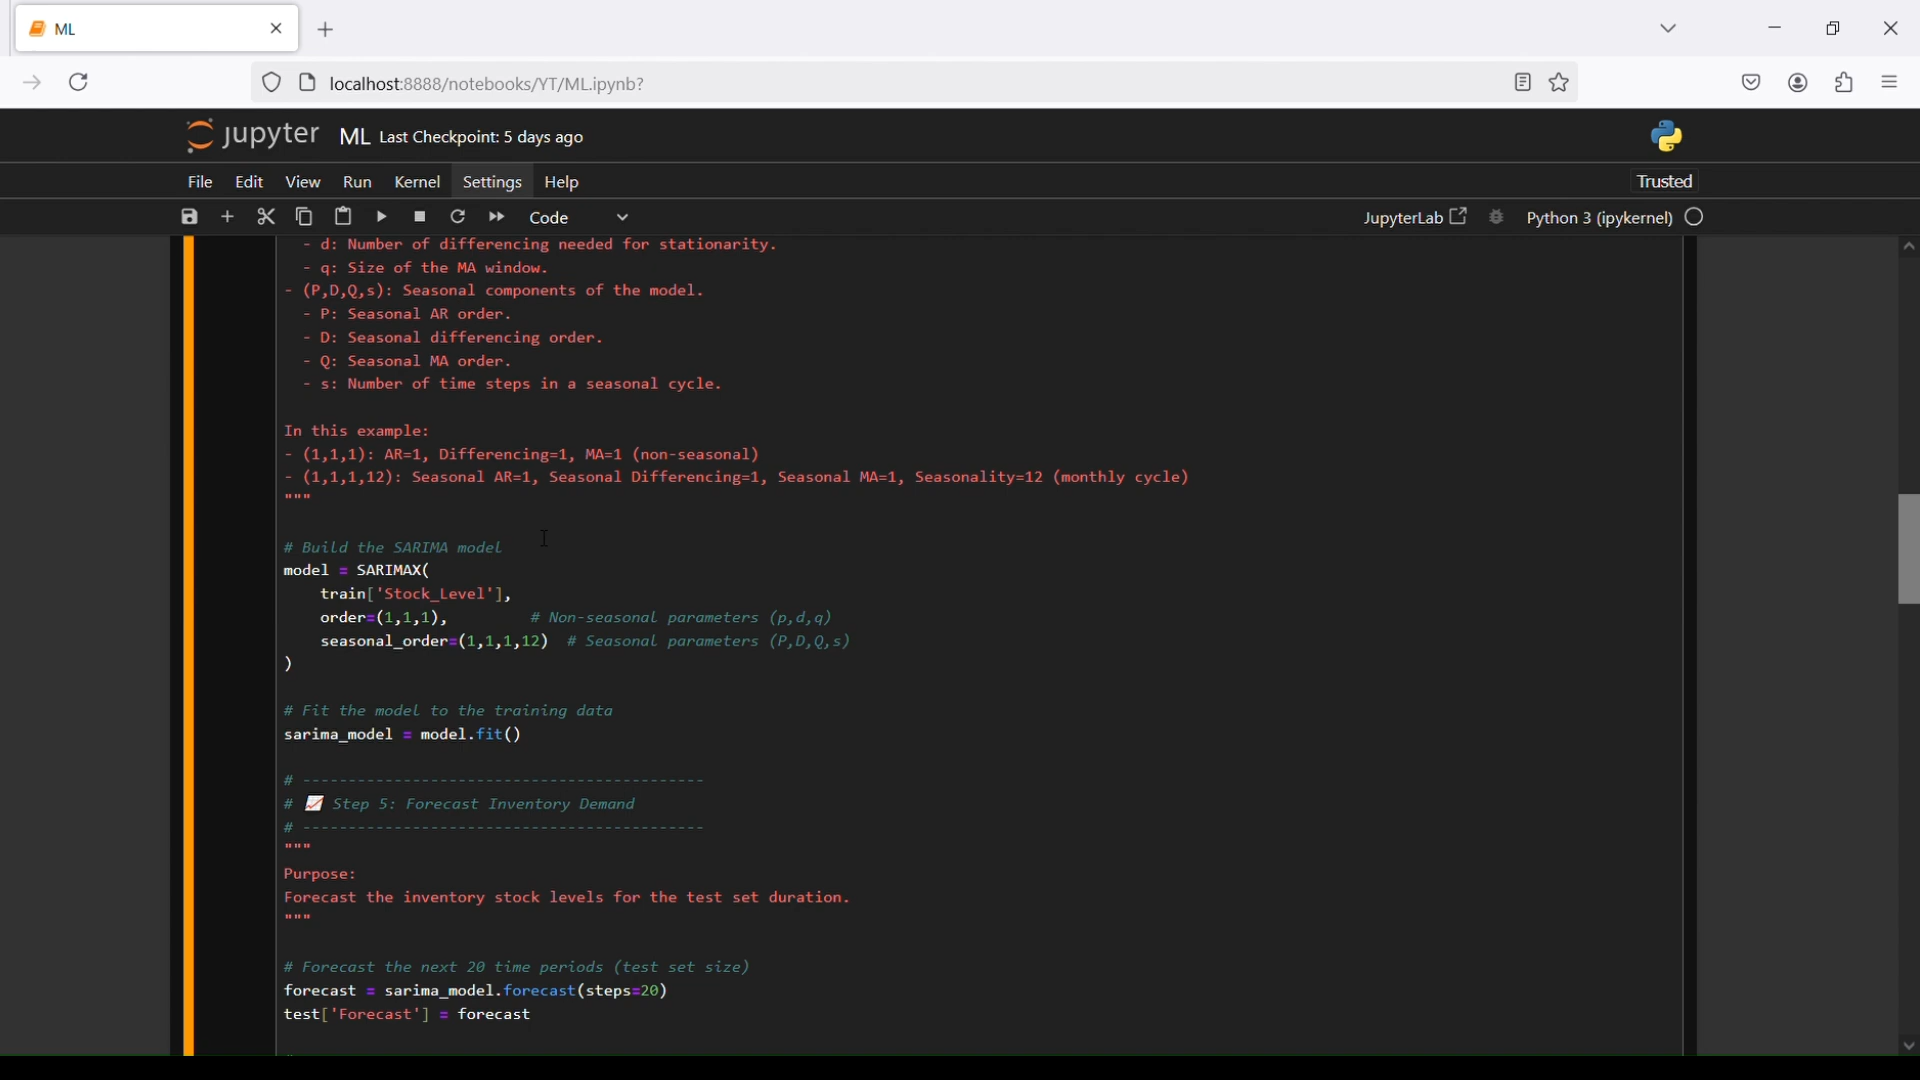 ML
localhost:8888/notebooks/YT/ML.ipynb?
jupyter ML Last Checkpoint: 5 days ago
File Edit View Run Kernel Settings Help Trusted
Code JupyterLab Python 3 (ipykernel)
- d: Number of differencing needed for stationarity.
- q: Size of the MA window.
- (P,D,Q,s): Seasonal components of the model.
- P: Seasonal AR order.
- D: Seasonal differencing order.
- Q: Seasonal MA order.
- s: Number of time steps in a seasonal cycle.
In this example:
- (1,1,1): AR=1, Differencing=1, MA=1 (non-seasonal)
- (1,1,1,12): Seasonal AR=1, Seasonal Differencing=1, Seasonal MA=1, Seasonality=12 (monthly cycle)
"""
# Build the SARIMA model
model = SARIMAX(
train['Stock_Level'],
order=(1,1,1), # Non-seasonal parameters (p,d,q)
seasonal_order=(1,1,1,12) # Seasonal parameters (P,D,Q,s)
)
# Fit the model to the training data
sarima_model = model.fit()
# --------------------------------------------
# 📈 Step 5: Forecast Inventory Demand
# --------------------------------------------
"""
Purpose:
Forecast the inventory stock levels for the test set duration.
"""
# Forecast the next 20 time periods (test set size)
forecast = sarima_model.forecast(steps=20)
test['Forecast'] = forecast